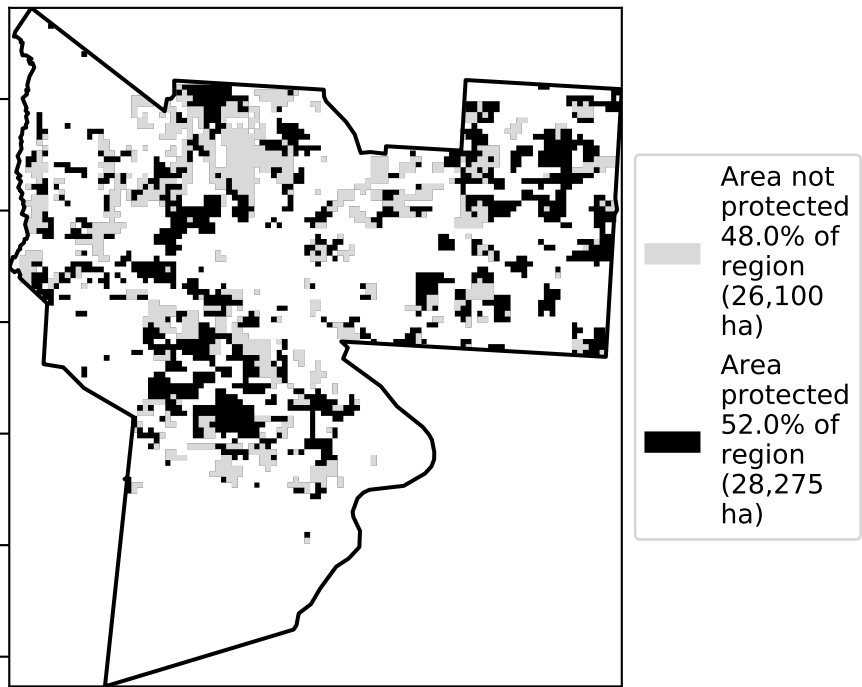 Area not
protected
48.0% of
region
(26,100
ha)
Area
protected
52.0% of
region
(28,275
ha)